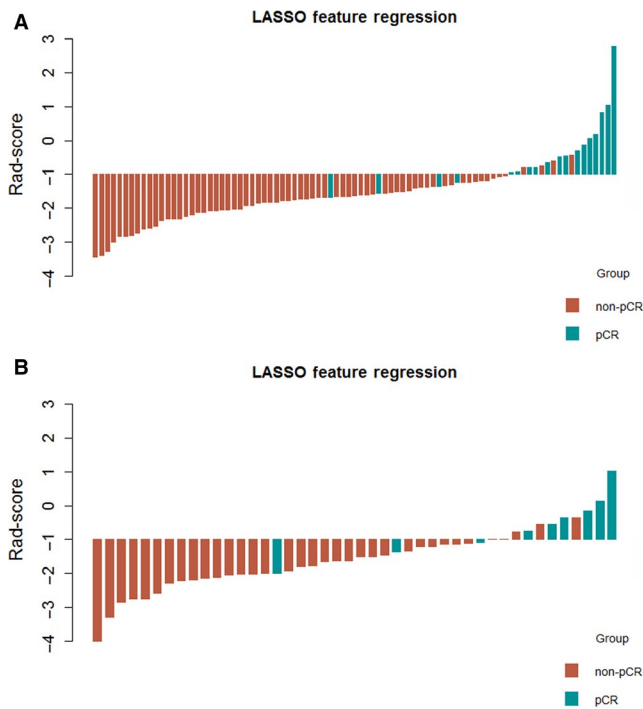 A
LASSO feature regression
3
2
1
0
−1
−2
−3
−4
Rad-score
Group
non-pCR
pCR
B
LASSO feature regression
3
2
1
0
−1
−2
−3
−4
Rad-score
Group
non-pCR
pCR